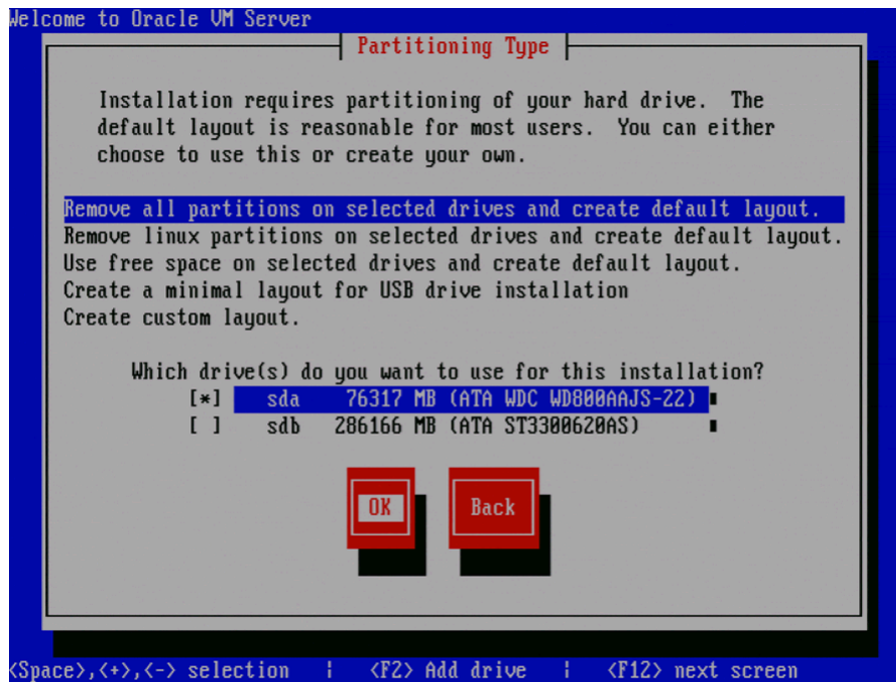 Welcome to Oracle VM Server
Partitioning Type
Installation requires partitioning of your hard drive. The
default layout is reasonable for most users. You can either
choose to use this or create your own.
Remove all partitions on selected drives and create default layout.
Remove linux partitions on selected drives and create default layout.
Use free space on selected drives and create default layout.
Create a minimal layout for USB drive installation
Create custom layout.
Which drive(s) do you want to use for this installation?
[*] sda 76317 MB (ATA WDC WD800AAJS-22)
[ ] sdb 286166 MB (ATA ST3300620AS)
OK Back
<Space>,<+>,<-> selection | <F2> Add drive | <F12> next screen